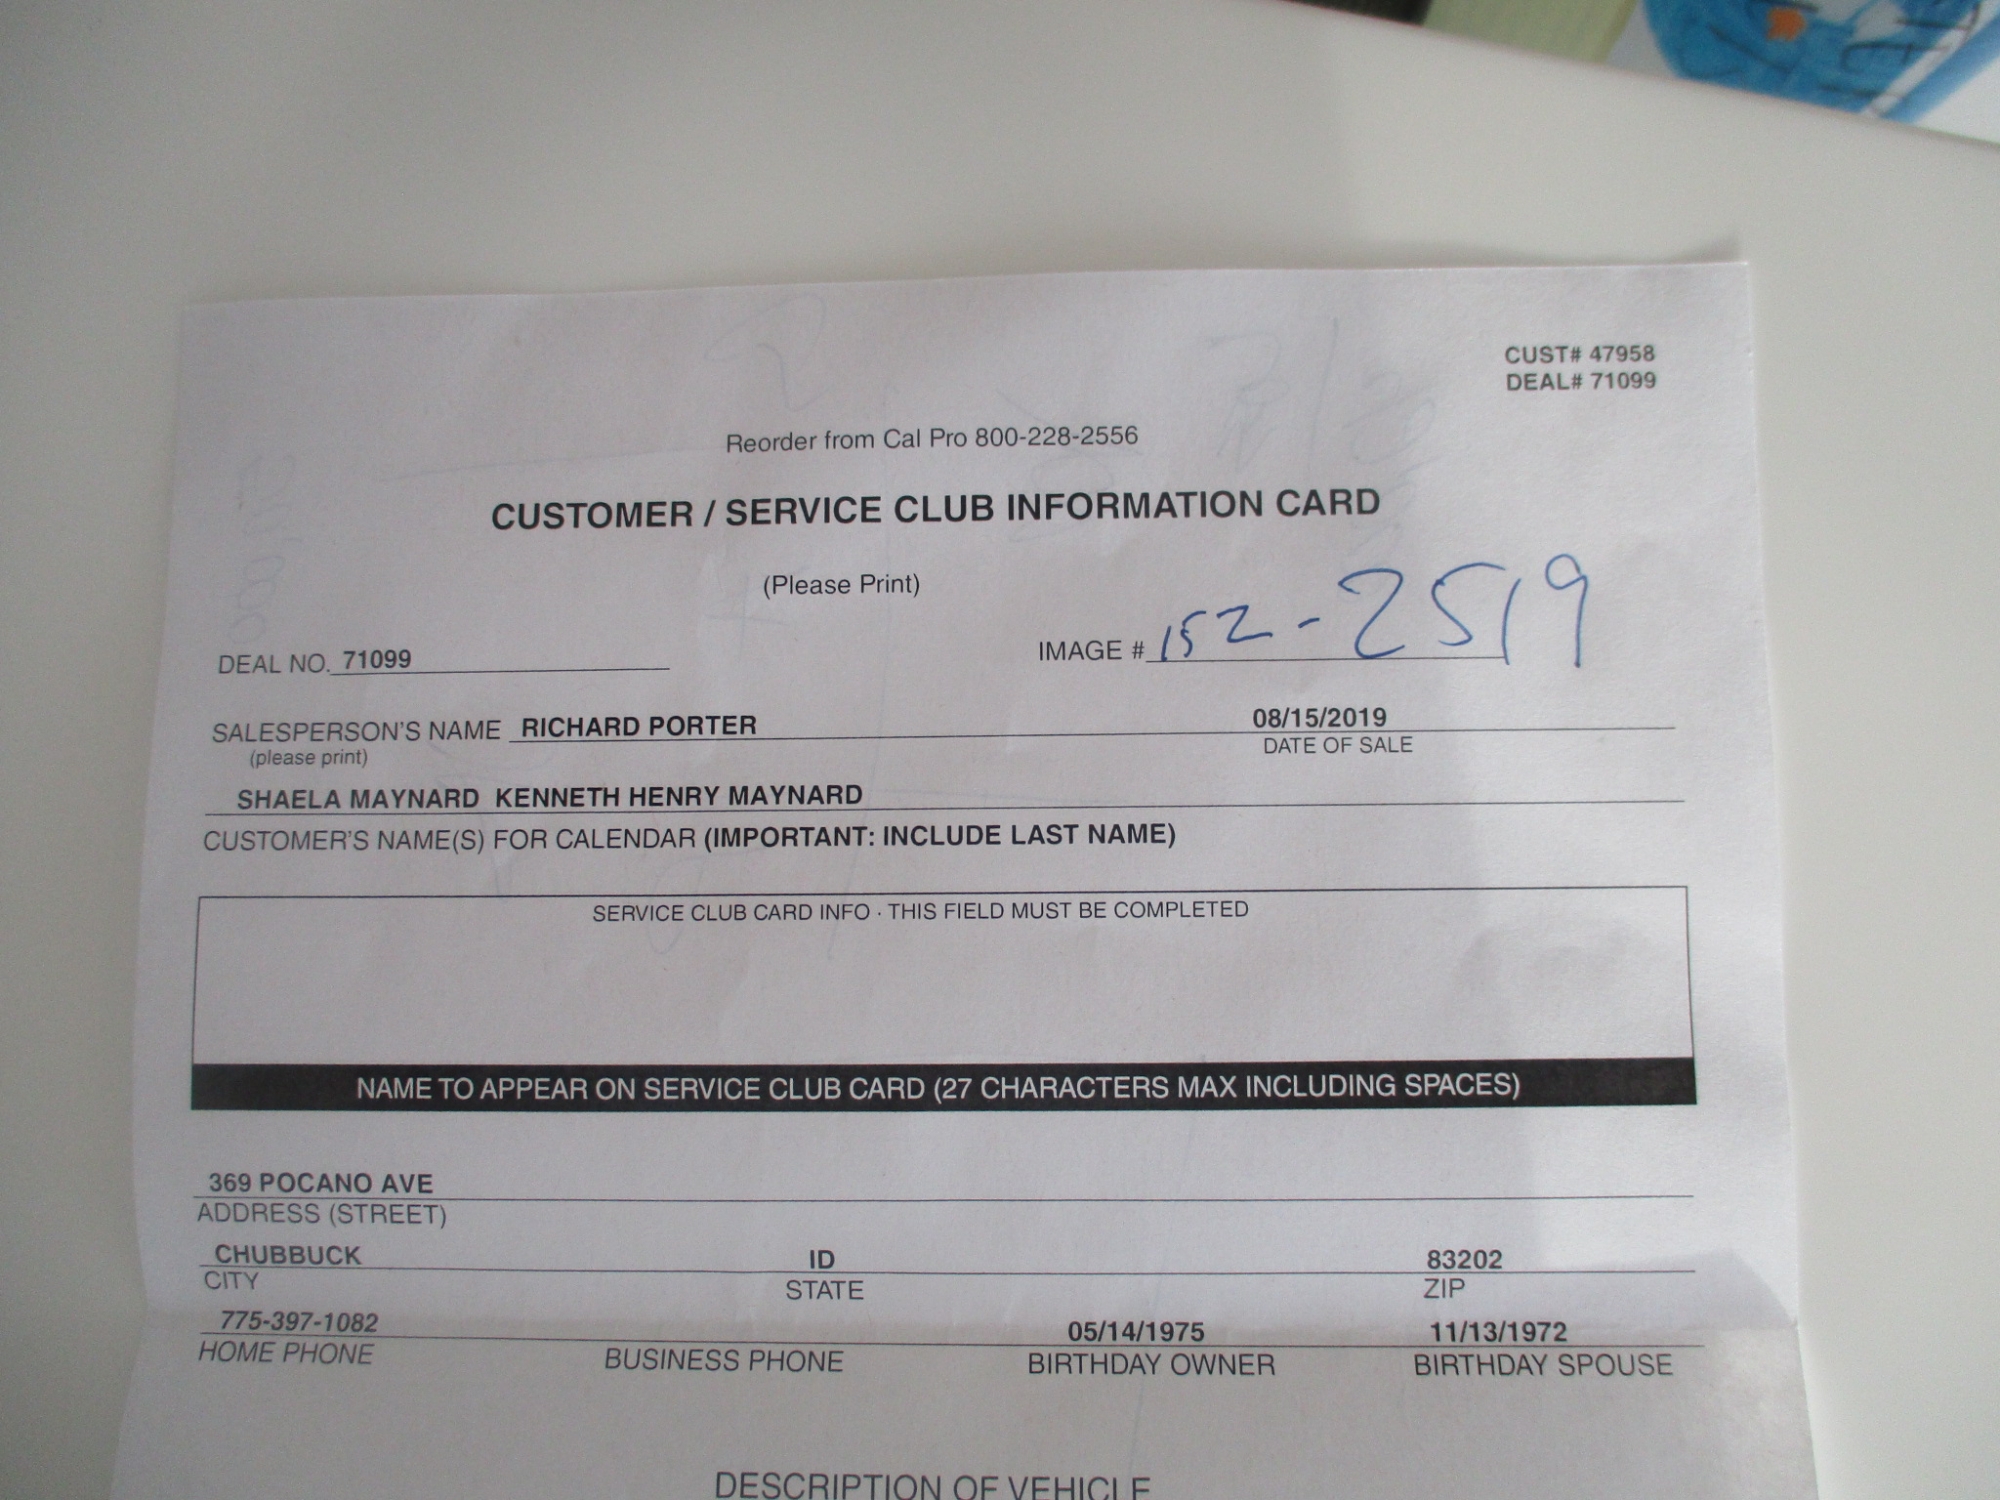 CUST# 47958
DEAL# 71099
Reorder from Cal Pro 800-228-2556
CUSTOMER / SERVICE CLUB INFORMATION CARD
(Please Print)
DEAL NO. 71099 IMAGE # 152-2519
SALESPERSON'S NAME RICHARD PORTER 08/15/2019
(please print) DATE OF SALE
SHAELA MAYNARD KENNETH HENRY MAYNARD
CUSTOMER'S NAME(S) FOR CALENDAR (IMPORTANT: INCLUDE LAST NAME)
SERVICE CLUB CARD INFO · THIS FIELD MUST BE COMPLETED
NAME TO APPEAR ON SERVICE CLUB CARD (27 CHARACTERS MAX INCLUDING SPACES)
369 POCANO AVE
ADDRESS (STREET)
CHUBBUCK ID 83202
CITY STATE ZIP
775-397-1082 05/14/1975 11/13/1972
HOME PHONE BUSINESS PHONE BIRTHDAY OWNER BIRTHDAY SPOUSE
DESCRIPTION OF VEHICLE